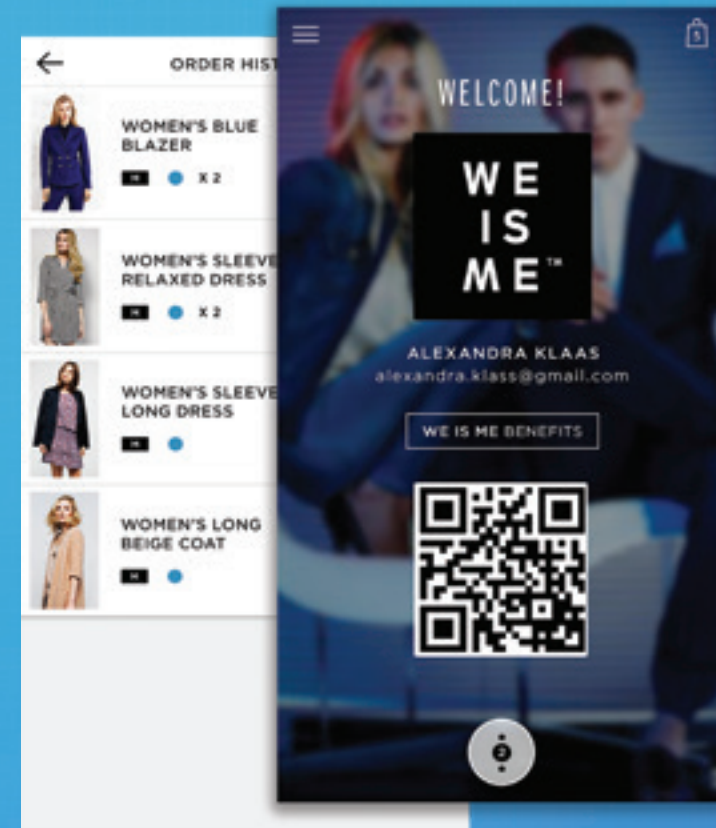 ORDER HIST
WOMEN'S BLUE
BLAZER
M
X 2
WOMEN'S SLEEVE
RELAXED DRESS
M
X 2
WOMEN'S SLEEVE
LONG DRESS
M
WOMEN'S LONG
BEIGE COAT
M
5
WELCOME!
WE
IS
ME™
ALEXANDRA KLAAS
alexandra.klass@gmail.com
WE IS ME BENEFITS